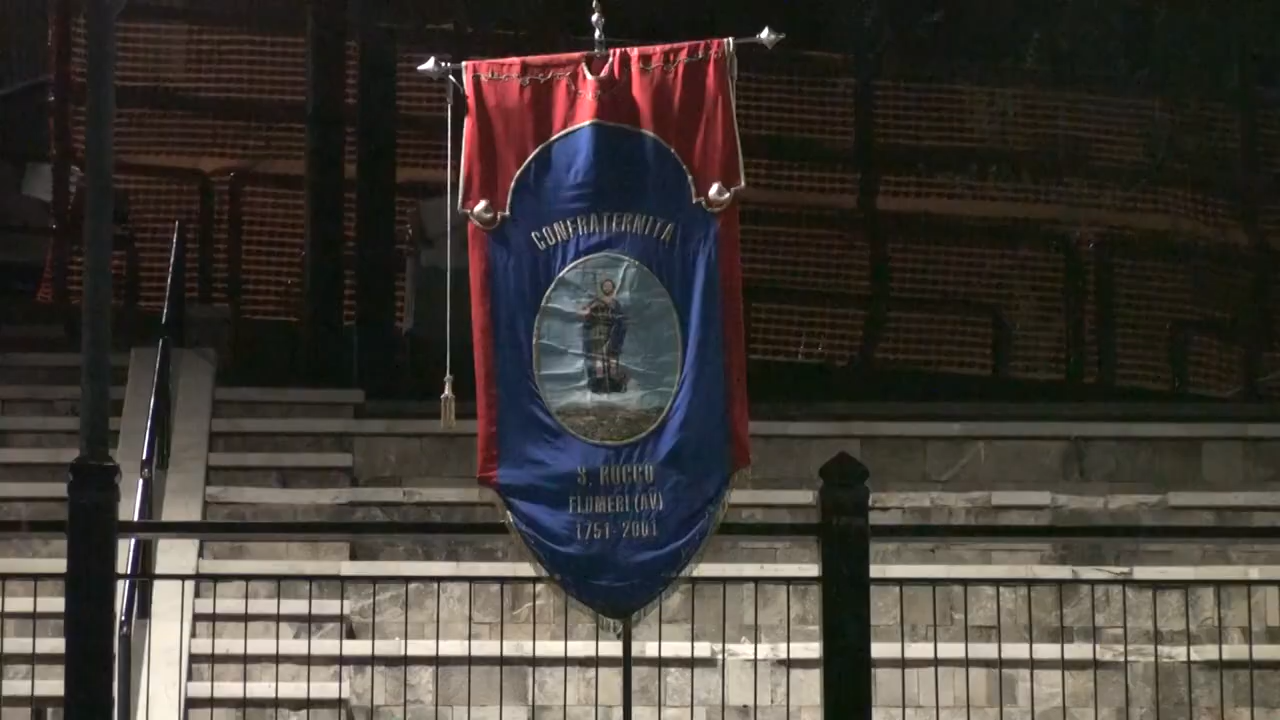 CONFRATERNITA
S. ROCCO
FLUMERI (AV)
1751-2001